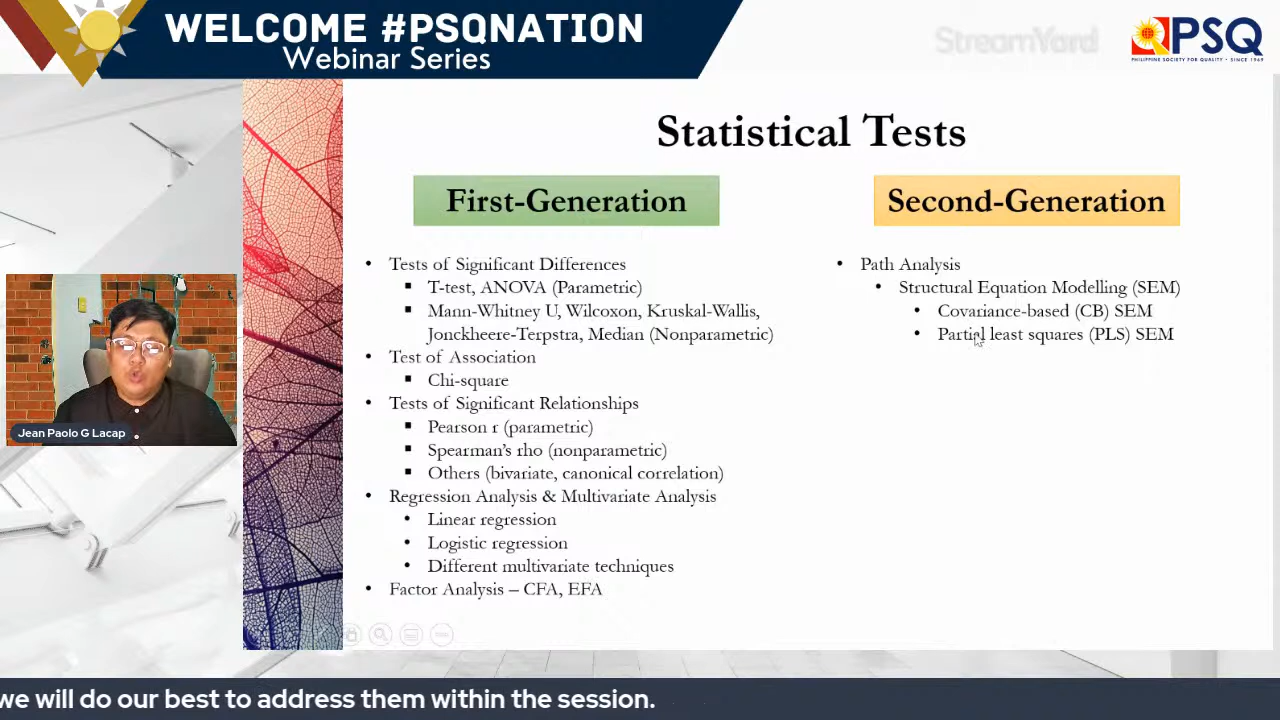 WELCOME #PSQNATION
Webinar Series
StreamYard
PSQ
PHILIPPINE SOCIETY FOR QUALITY • SINCE 1969
Statistical Tests
First-Generation
• Tests of Significant Differences
▪ T-test, ANOVA (Parametric)
▪ Mann-Whitney U, Wilcoxon, Kruskal-Wallis,
Jonckheere-Terpstra, Median (Nonparametric)
• Test of Association
▪ Chi-square
• Tests of Significant Relationships
▪ Pearson r (parametric)
▪ Spearman’s rho (nonparametric)
▪ Others (bivariate, canonical correlation)
• Regression Analysis & Multivariate Analysis
• Linear regression
• Logistic regression
• Different multivariate techniques
• Factor Analysis – CFA, EFA
Second-Generation
• Path Analysis
• Structural Equation Modelling (SEM)
• Covariance-based (CB) SEM
• Partial least squares (PLS) SEM
Jean Paolo G Lacap
we will do our best to address them within the session.